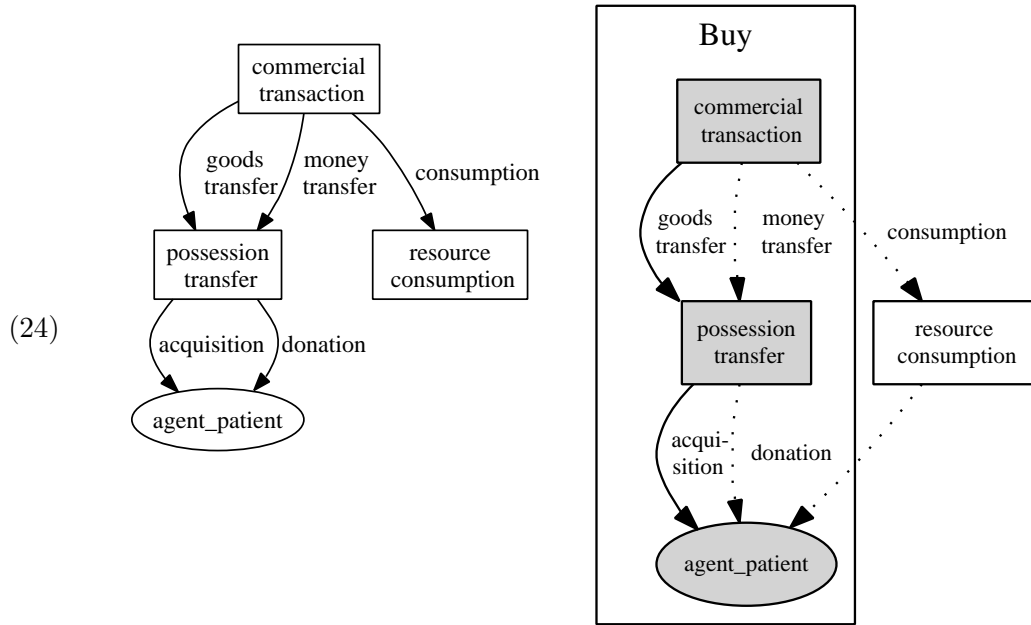 (24)
commercial
transaction
goods
transfer
money
transfer
consumption
possession
transfer
resource
consumption
acquisition
donation
agent_patient
Buy
commercial
transaction
goods
transfer
money
transfer
consumption
possession
transfer
resource
consumption
acqui-
sition
donation
agent_patient